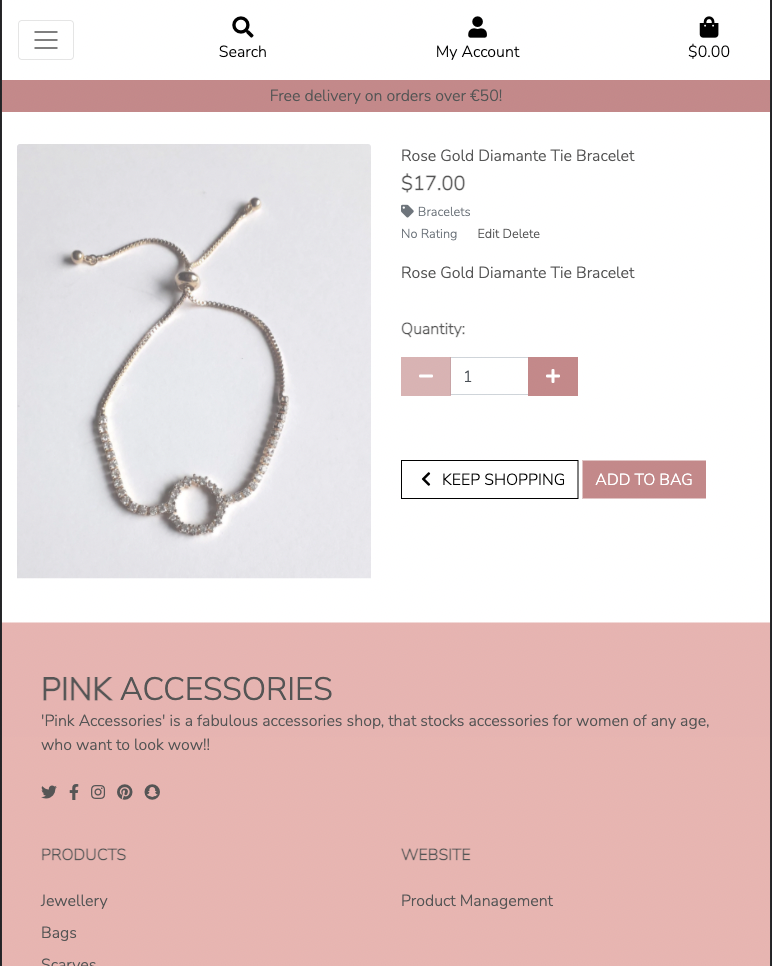 Search
My Account
$0.00
Free delivery on orders over €50!
Rose Gold Diamante Tie Bracelet
$17.00
Bracelets
No Rating Edit Delete
Rose Gold Diamante Tie Bracelet
Quantity:
1
KEEP SHOPPING
ADD TO BAG
PINK ACCESSORIES
'Pink Accessories' is a fabulous accessories shop, that stocks accessories for women of any age,
who want to look wow!!
PRODUCTS
WEBSITE
Jewellery
Product Management
Bags
Scarves